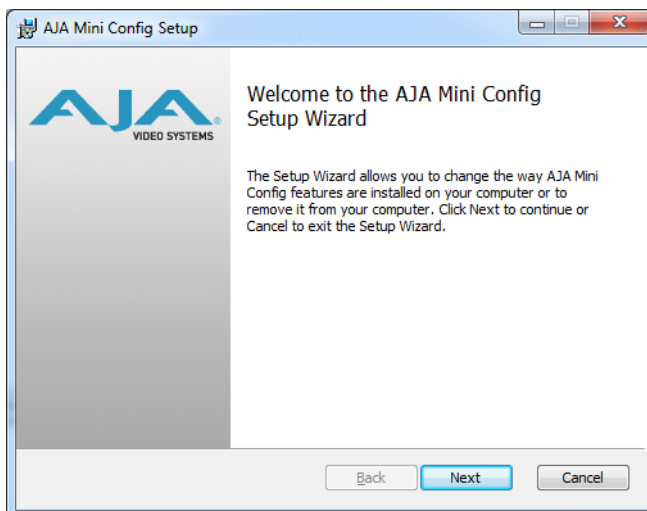 AJA Mini Config Setup
AJA®
VIDEO SYSTEMS
Welcome to the AJA Mini Config
Setup Wizard
The Setup Wizard allows you to change the way AJA Mini
Config features are installed on your computer or to
remove it from your computer. Click Next to continue or
Cancel to exit the Setup Wizard.
Back
Next
Cancel